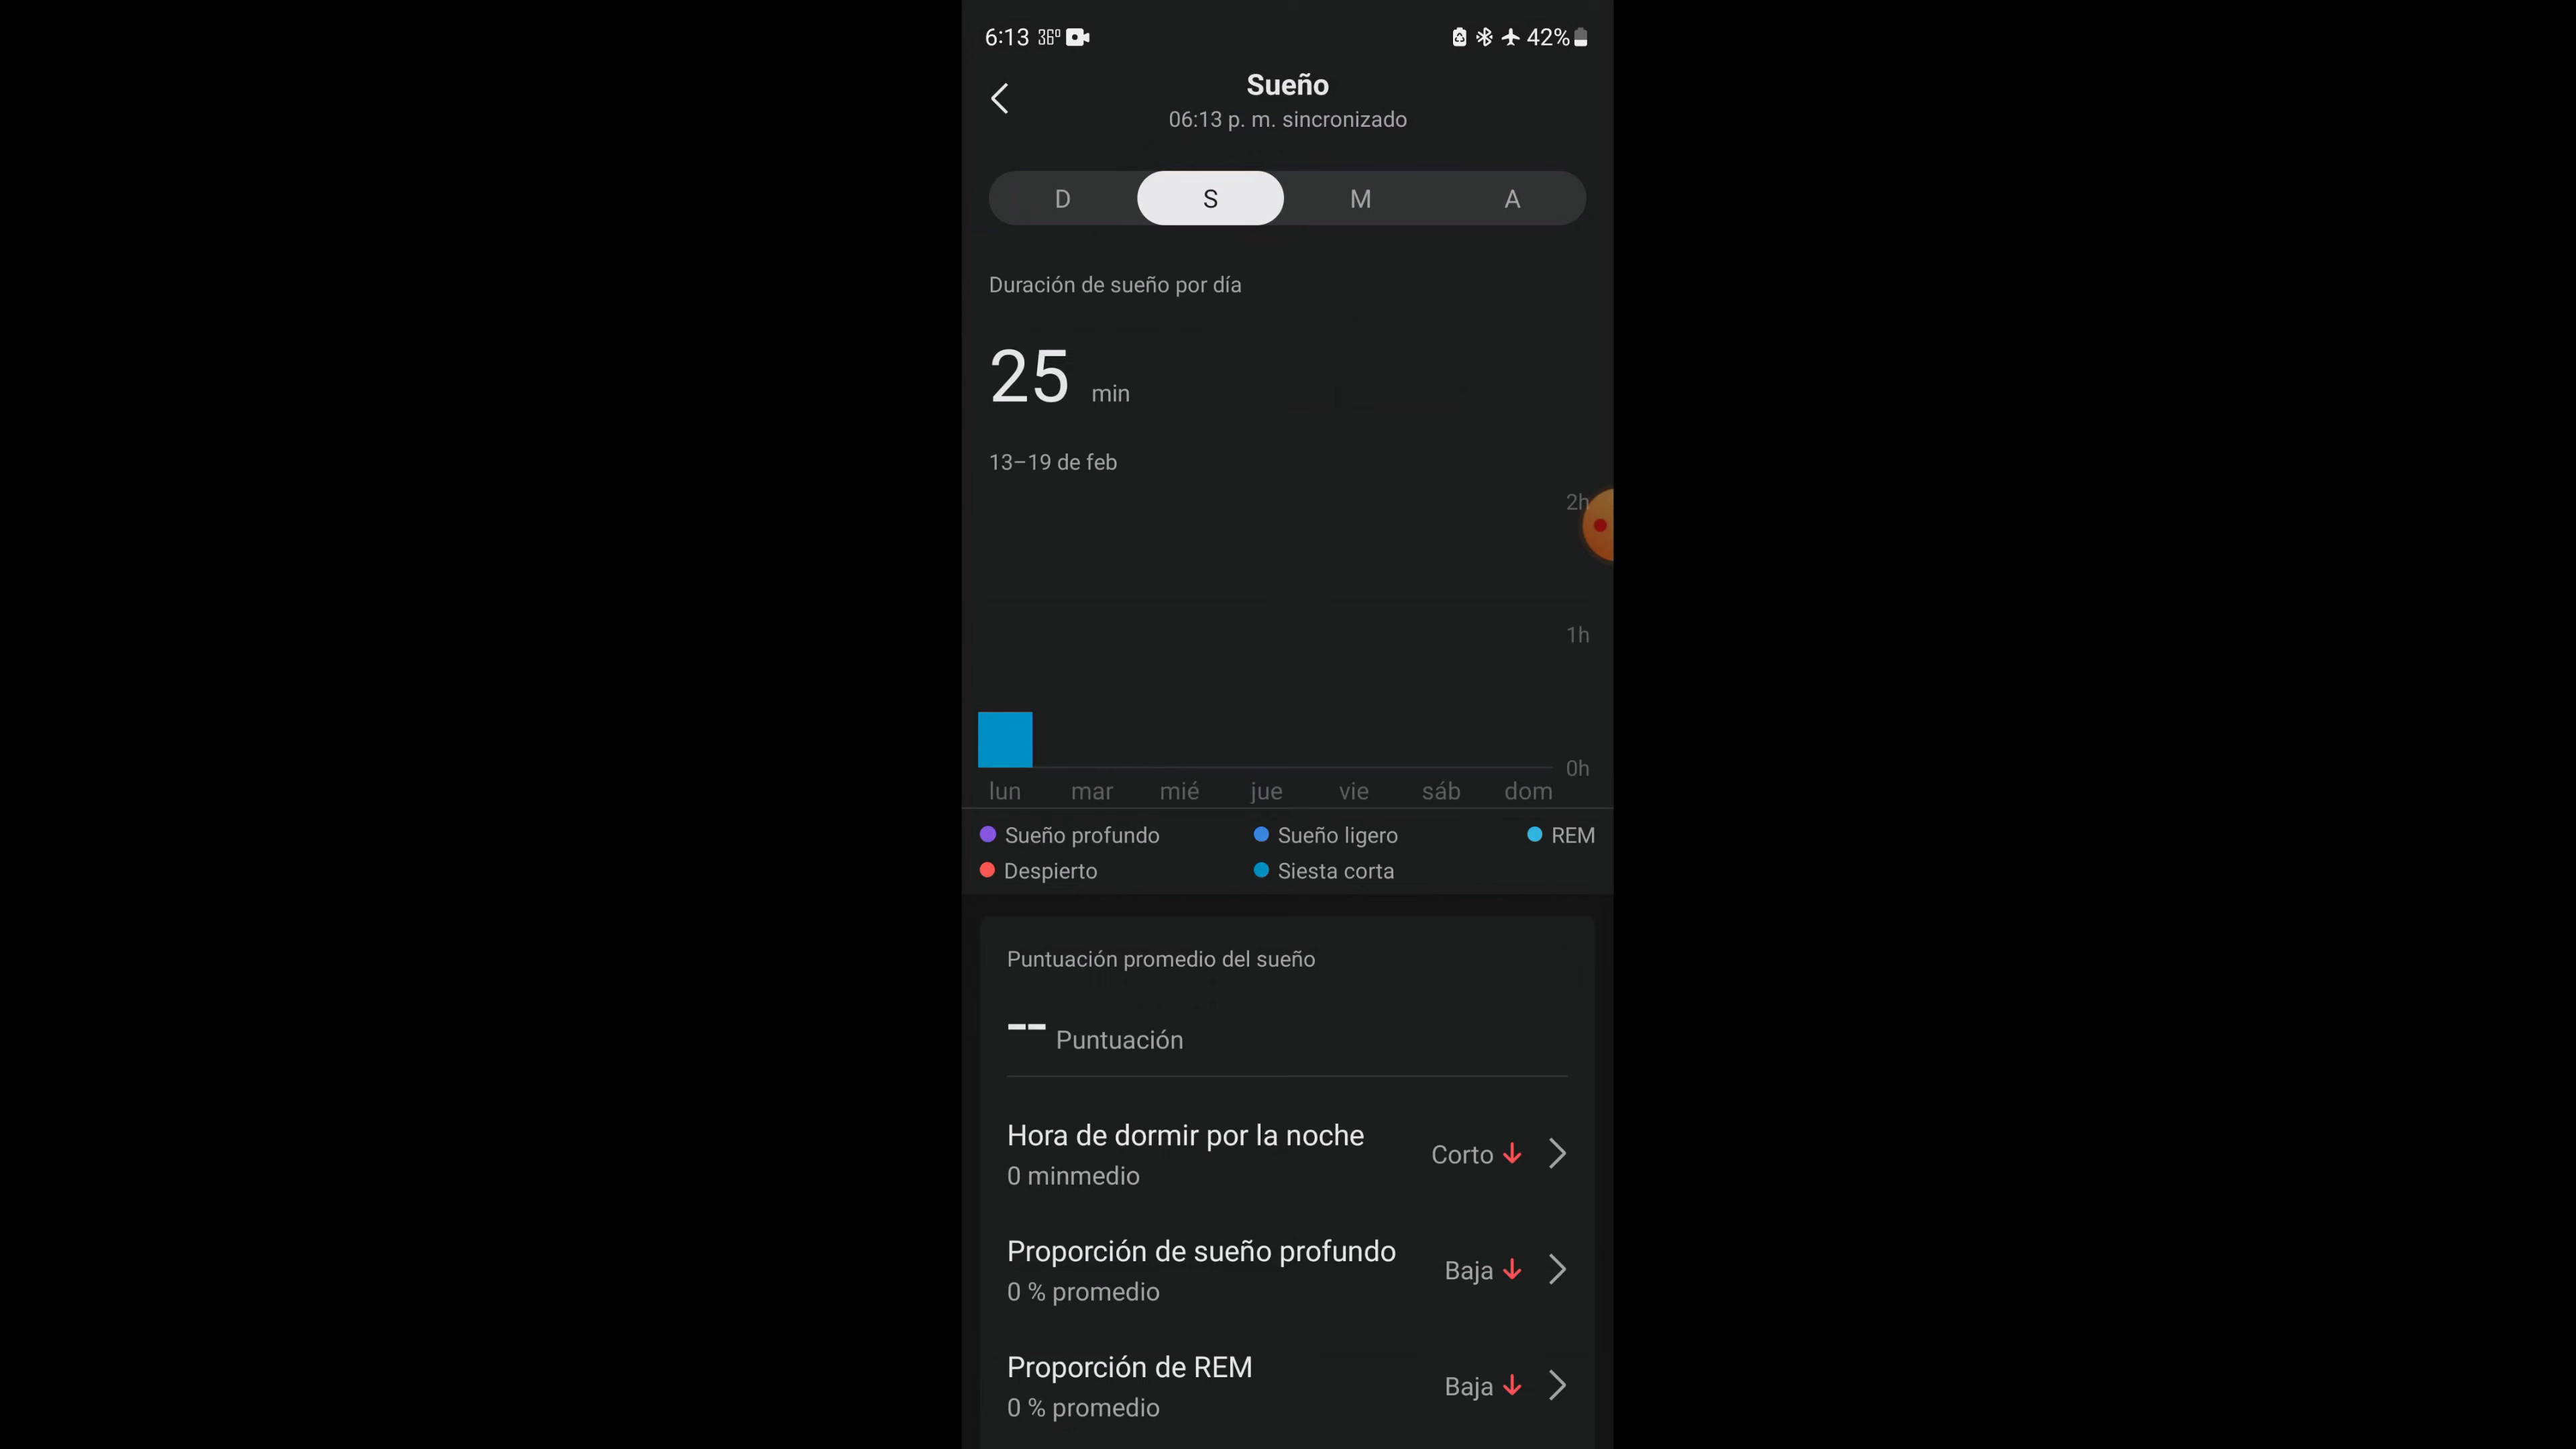 6:13 36º 42%
Sueño
06:13 p. m. sincronizado
D S M A
Duración de sueño por día
25 min
13–19 de feb
2h
1h
0h
lun mar mié jue vie sáb dom
Sueño profundo Sueño ligero REM
Despierto Siesta corta
Puntuación promedio del sueño
-- Puntuación
Hora de dormir por la noche
Corto
0 minmedio
Proporción de sueño profundo
Baja
0 % promedio
Proporción de REM
Baja
0 % promedio